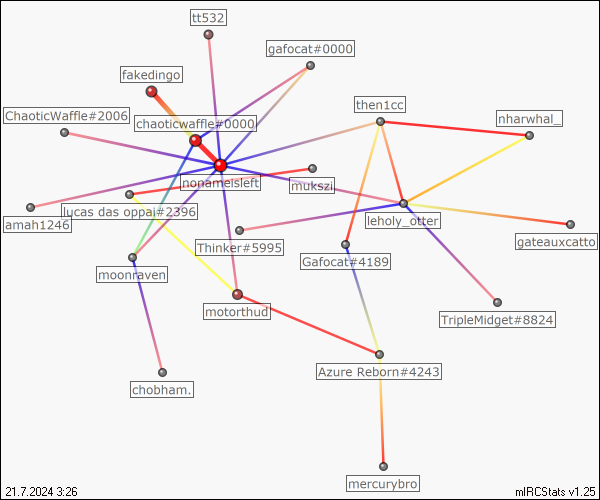 tt532
gafocat#0000
fakedingo
then1cc
ChaoticWaffle#2006
chaoticwaffle#0000
nharwhal_
nonameisleft
mukszi
lucas das oppai#2396
amah1246
leholy_otter
Thinker#5995
gateauxcatto
Gafocat#4189
moonraven
motorthud
TripleMidget#8824
Azure Reborn#4243
chobham.
mercurybro
21.7.2024 3:26
mIRCStats v1.25